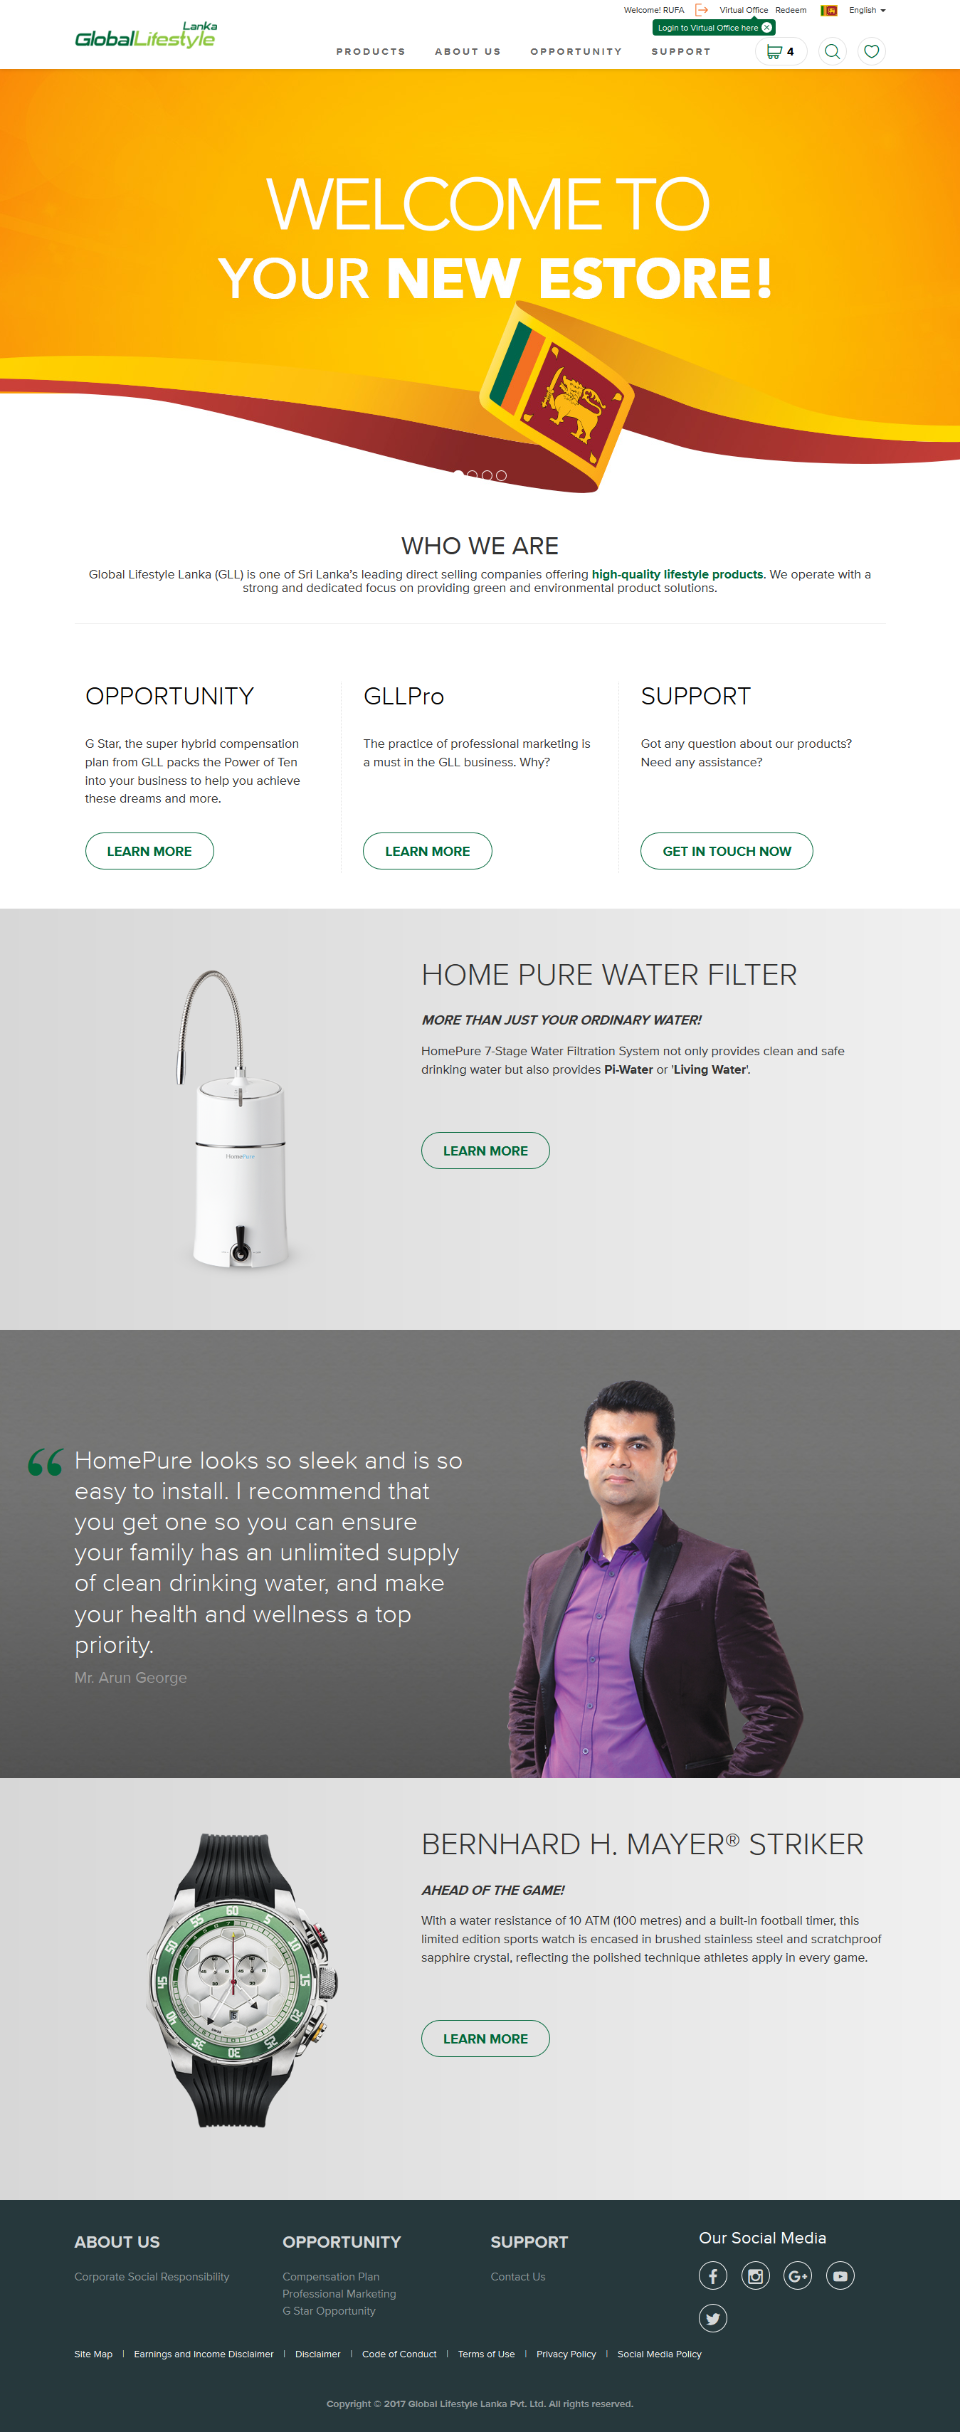 Welcome! RUFA
Virtual Office
Redeem
English
Login to Virtual Office here
Lanka
GlobalLifestyle
PRODUCTS
ABOUT US
OPPORTUNITY
SUPPORT
4
WELCOME TO
YOUR NEW ESTORE!
WHO WE ARE
Global Lifestyle Lanka (GLL) is one of Sri Lanka's leading direct selling companies offering high-quality lifestyle products. We operate with a
strong and dedicated focus on providing green and environmental product solutions.
OPPORTUNITY
G Star, the super hybrid compensation
plan from GLL packs the Power of Ten
into your business to help you achieve
these dreams and more.
LEARN MORE
GLLPro
The practice of professional marketing is
a must in the GLL business. Why?
LEARN MORE
SUPPORT
Got any question about our products?
Need any assistance?
GET IN TOUCH NOW
HomePure
HOME PURE WATER FILTER
MORE THAN JUST YOUR ORDINARY WATER!
HomePure 7-Stage Water Filtration System not only provides clean and safe
drinking water but also provides Pi-Water or 'Living Water'.
LEARN MORE
“ HomePure looks so sleek and is so
easy to install. I recommend that
you get one so you can ensure
your family has an unlimited supply
of clean drinking water, and make
your health and wellness a top
priority.
Mr. Arun George
60
5
10
15
20
25
30
35
40
45
50
55
BERNHARD H. MAYER® STRIKER
AHEAD OF THE GAME!
With a water resistance of 10 ATM (100 metres) and a built-in football timer, this
limited edition sports watch is encased in brushed stainless steel and scratchproof
sapphire crystal, reflecting the polished technique athletes apply in every game.
LEARN MORE
ABOUT US
Corporate Social Responsibility
OPPORTUNITY
Compensation Plan
Professional Marketing
G Star Opportunity
SUPPORT
Contact Us
Our Social Media
Site Map | Earnings and Income Disclaimer | Disclaimer | Code of Conduct | Terms of Use | Privacy Policy | Social Media Policy
Copyright © 2017 Global Lifestyle Lanka Pvt. Ltd. All rights reserved.